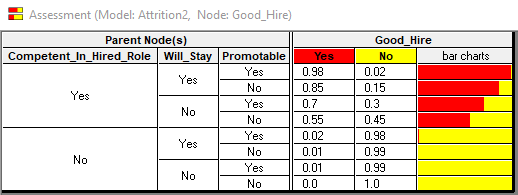 Assessment (Model: Attrition2, Node: Good_Hire)
Parent Node(s) Good_Hire
Competent_In_Hired_Role Will_Stay Promotable Yes No bar charts
Yes Yes Yes 0.98 0.02
No 0.85 0.15
No Yes 0.7 0.3
No 0.55 0.45
No Yes Yes 0.02 0.98
No 0.01 0.99
No Yes 0.01 0.99
No 0.0 1.0